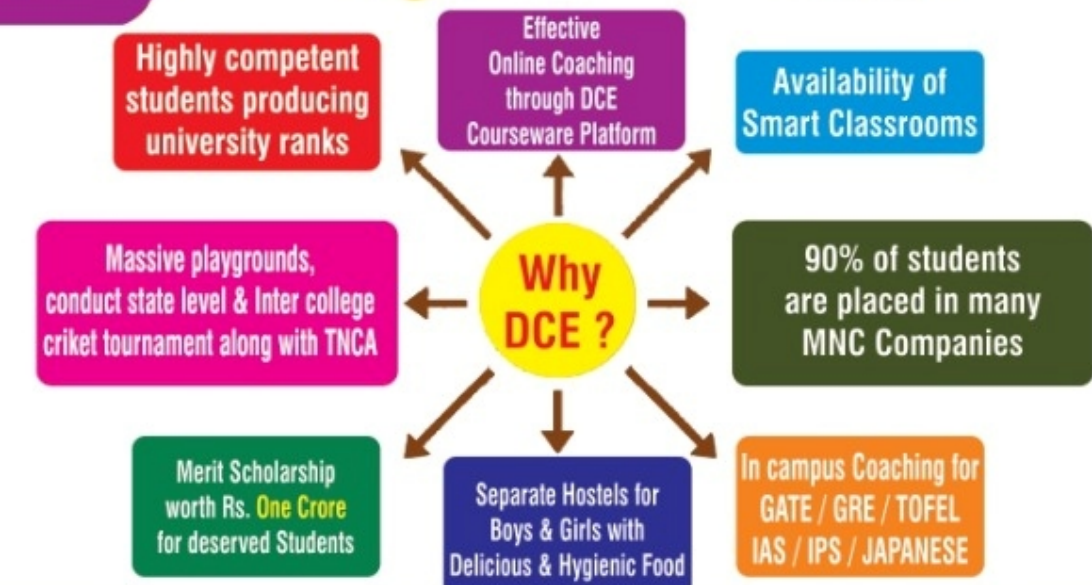 Highly competent
students producing
university ranks
Effective
Online Coaching
through DCE
Courseware Platform
Availability of
Smart Classrooms
Massive playgrounds,
conduct state level & Inter college
criket tournament along with TNCA
Why
DCE ?
90% of students
are placed in many
MNC Companies
Merit Scholarship
worth Rs. One Crore
for deserved Students
Separate Hostels for
Boys & Girls with
Delicious & Hygienic Food
In campus Coaching for
GATE / GRE / TOFEL
IAS / IPS / JAPANESE